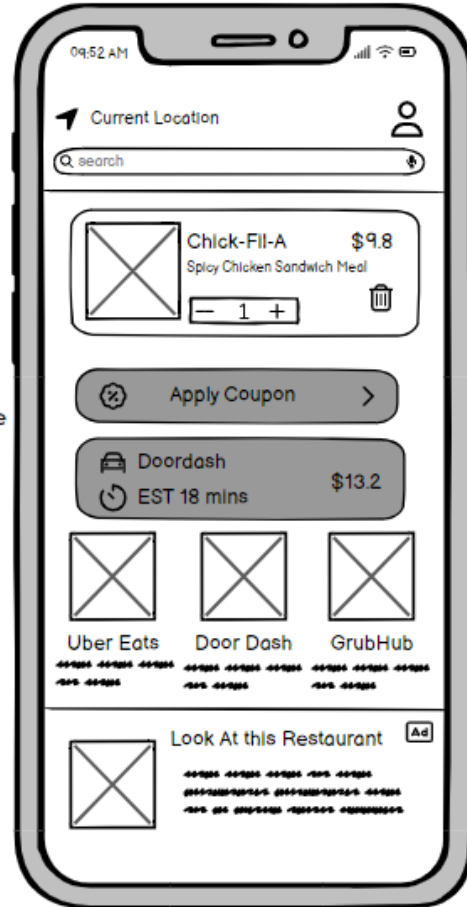 09:52 AM
Current Location
search
Chick-Fil-A $9.8
Spicy Chicken Sandwich Meal
— 1 +
Apply Coupon >
Doordash
EST 18 mins
$13.2
e
Uber Eats Door Dash GrubHub
Look At this Restaurant Ad